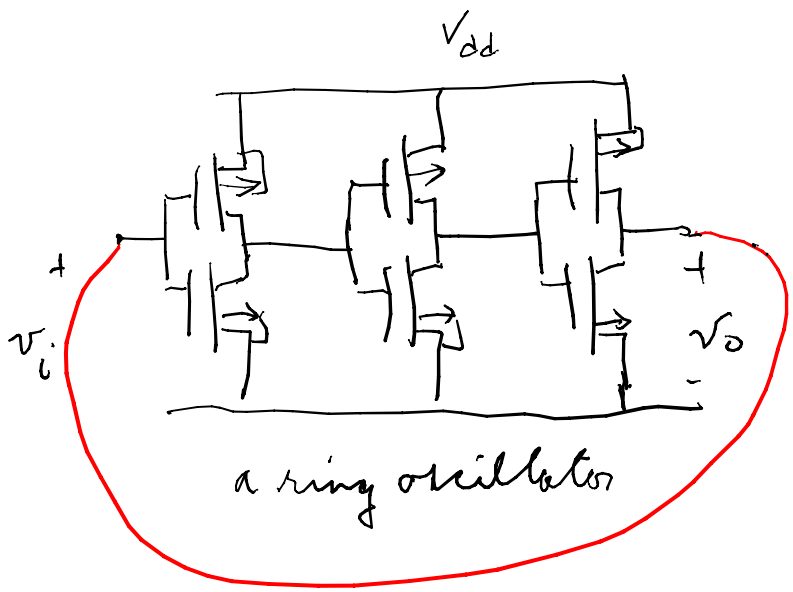 Vdd
+
vi
+
vo
-
a ring oscillator